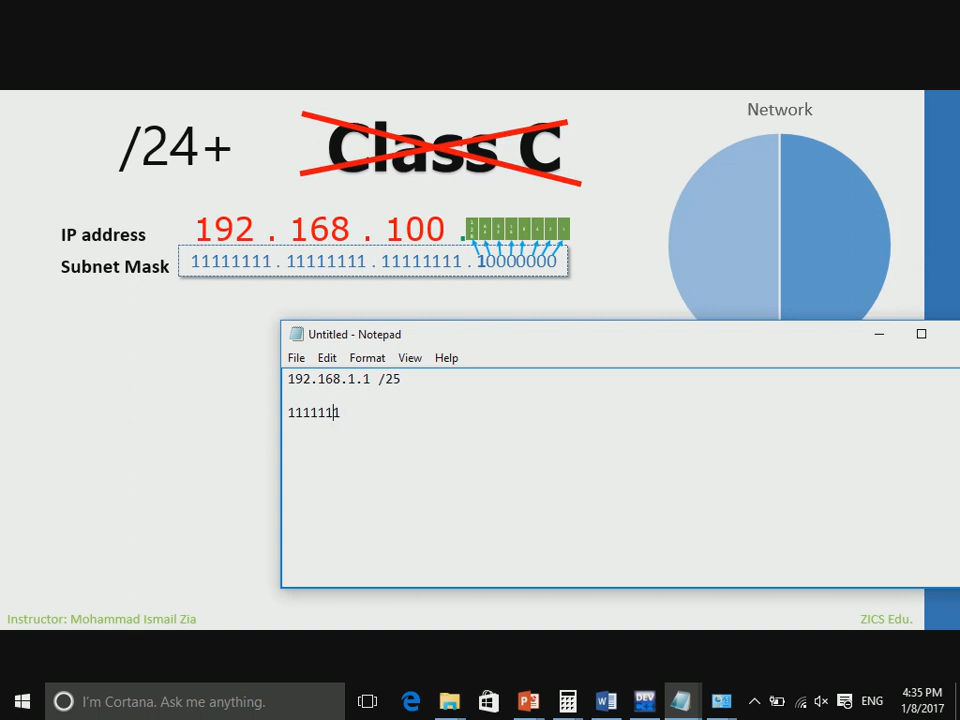 /24+
Class C
Network
IP address
192 . 168 . 100 .
Subnet Mask
11111111 . 11111111 . 11111111 . 10000000
Untitled - Notepad
File Edit Format View Help
192.168.1.1 /25
1111111
Instructor: Mohammad Ismail Zia
ZICS Edu.
I'm Cortana. Ask me anything.
DEV
ENG
4:35 PM
1/8/2017